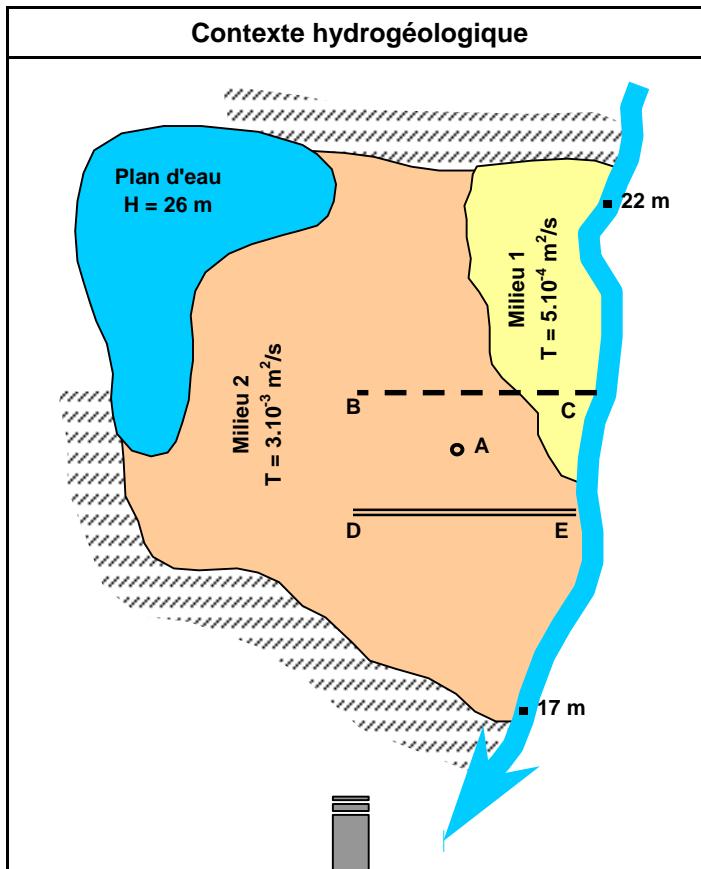 Contexte hydrogéologique
Plan d'eau
H = 26 m
22 m
Milieu 1
T = 5.10⁻⁴ m²/s
Milieu 2
T = 3.10⁻³ m²/s
B
C
A
D
E
17 m